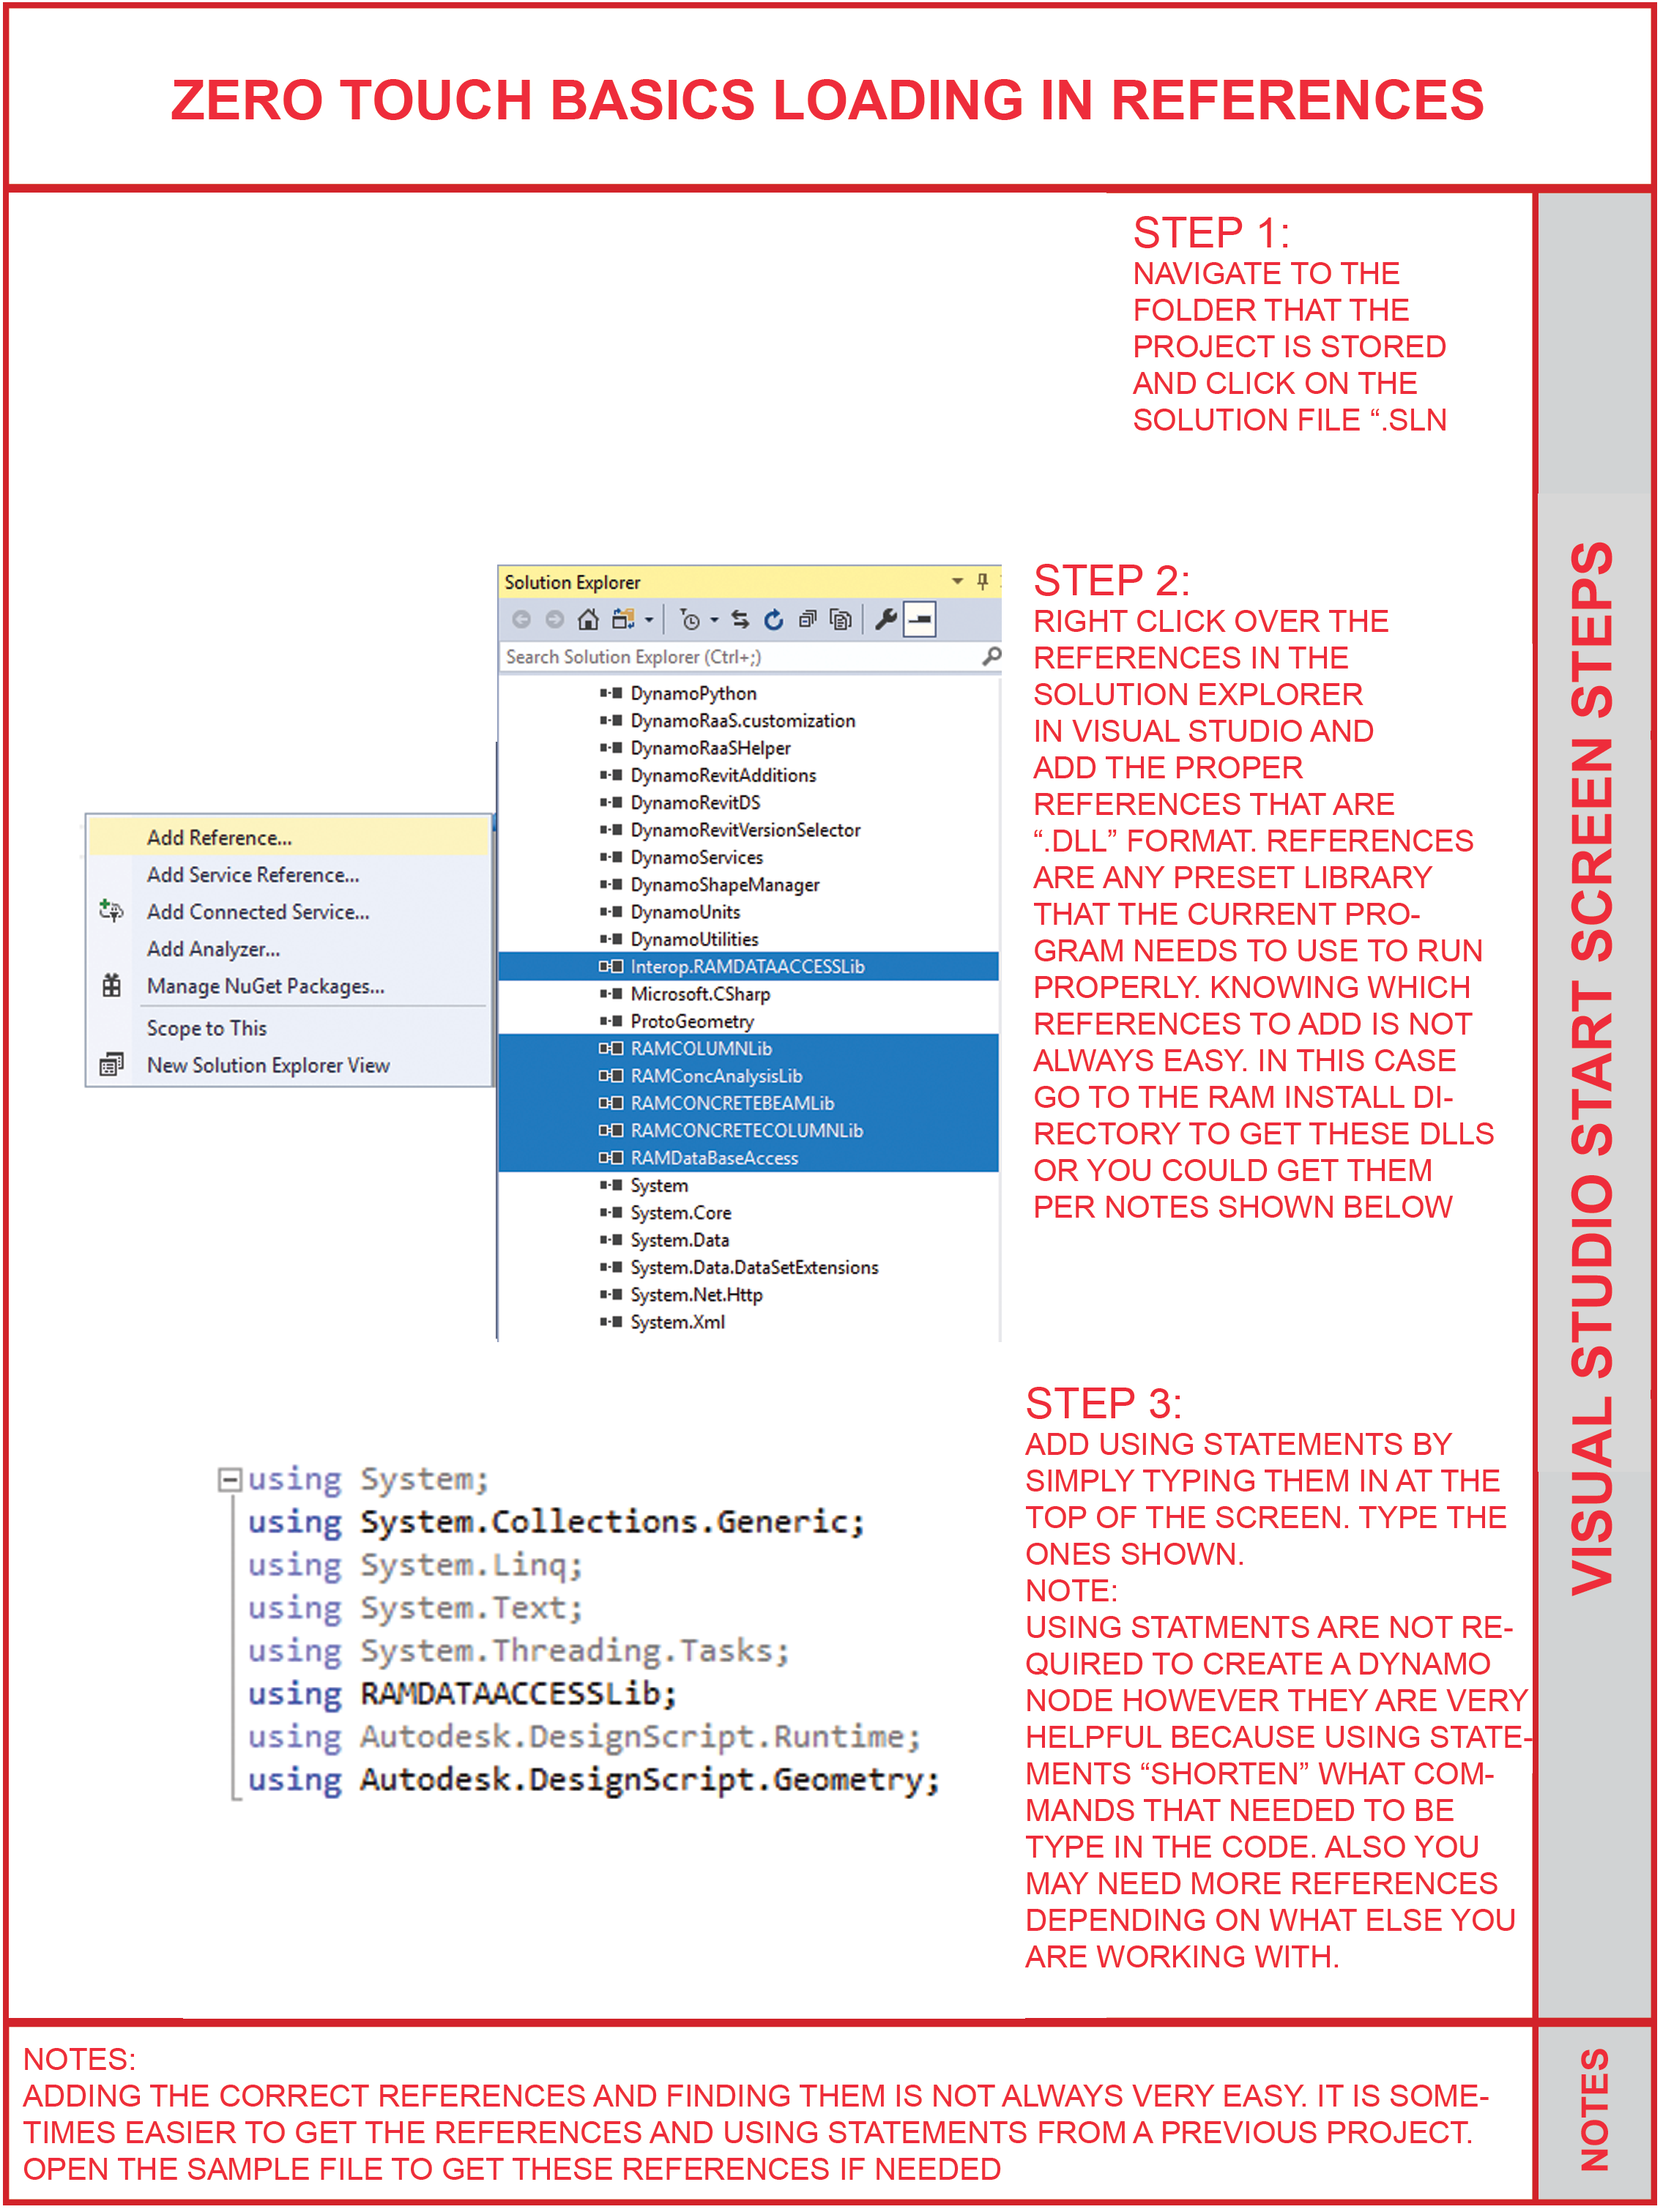 ZERO TOUCH BASICS LOADING IN REFERENCES
STEP 1:
NAVIGATE TO THE
FOLDER THAT THE
PROJECT IS STORED
AND CLICK ON THE
SOLUTION FILE “.SLN
Solution Explorer
Search Solution Explorer (Ctrl+;)
DynamoPython
DynamoRaaS.customization
DynamoRaaSHelper
DynamoRevitAdditions
DynamoRevitDS
DynamoRevitVersionSelector
DynamoServices
DynamoShapeManager
DynamoUnits
DynamoUtilities
Interop.RAMDATAACCESSLib
Microsoft.CSharp
ProtoGeometry
RAMCOLUMNLib
RAMConcAnalysisLib
RAMCONCRETEBEAMLib
RAMCONCRETECOLUMNLib
RAMDataBaseAccess
System
System.Core
System.Data
System.Data.DataSetExtensions
System.Net.Http
System.Xml
Add Reference...
Add Service Reference...
Add Connected Service...
Add Analyzer...
Manage NuGet Packages...
Scope to This
New Solution Explorer View
STEP 2:
RIGHT CLICK OVER THE
REFERENCES IN THE
SOLUTION EXPLORER
IN VISUAL STUDIO AND
ADD THE PROPER
REFERENCES THAT ARE
“.DLL” FORMAT. REFERENCES
ARE ANY PRESET LIBRARY
THAT THE CURRENT PRO-
GRAM NEEDS TO USE TO RUN
PROPERLY. KNOWING WHICH
REFERENCES TO ADD IS NOT
ALWAYS EASY. IN THIS CASE
GO TO THE RAM INSTALL DI-
RECTORY TO GET THESE DLLS
OR YOU COULD GET THEM
PER NOTES SHOWN BELOW
using System;
using System.Collections.Generic;
using System.Linq;
using System.Text;
using System.Threading.Tasks;
using RAMDATAACCESSLib;
using Autodesk.DesignScript.Runtime;
using Autodesk.DesignScript.Geometry;
STEP 3:
ADD USING STATEMENTS BY
SIMPLY TYPING THEM IN AT THE
TOP OF THE SCREEN. TYPE THE
ONES SHOWN.
NOTE:
USING STATMENTS ARE NOT RE-
QUIRED TO CREATE A DYNAMO
NODE HOWEVER THEY ARE VERY
HELPFUL BECAUSE USING STATE-
MENTS “SHORTEN” WHAT COM-
MANDS THAT NEEDED TO BE
TYPE IN THE CODE. ALSO YOU
MAY NEED MORE REFERENCES
DEPENDING ON WHAT ELSE YOU
ARE WORKING WITH.
VISUAL STUDIO START SCREEN STEPS
NOTES:
ADDING THE CORRECT REFERENCES AND FINDING THEM IS NOT ALWAYS VERY EASY. IT IS SOME-
TIMES EASIER TO GET THE REFERENCES AND USING STATEMENTS FROM A PREVIOUS PROJECT.
OPEN THE SAMPLE FILE TO GET THESE REFERENCES IF NEEDED
NOTES